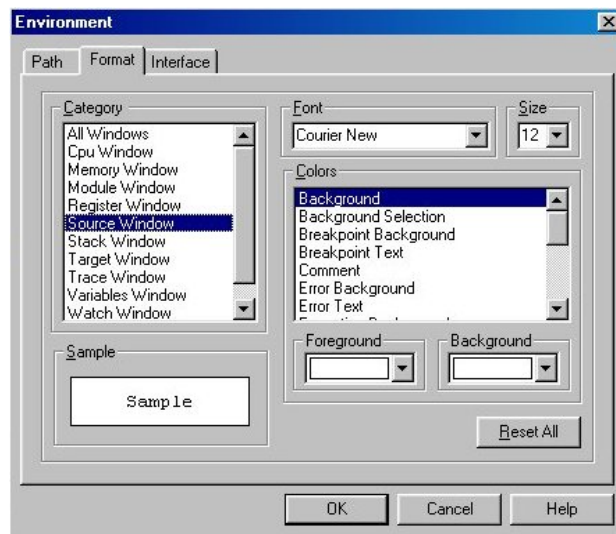 Environment
Path Format Interface
Category
All Windows
Cpu Window
Memory Window
Module Window
Register Window
Source Window
Stack Window
Target Window
Trace Window
Variables Window
Watch Window
Font
Courier New
Size
12
Colors
Background
Background Selection
Breakpoint Background
Breakpoint Text
Comment
Error Background
Error Text
Foreground
Background
Sample
Sample
Reset All
OK Cancel Help